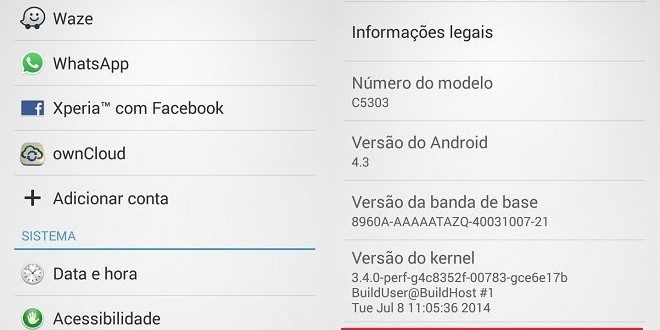 Waze
WhatsApp
Xperia™ com Facebook
ownCloud
Adicionar conta
SISTEMA
Data e hora
Acessibilidade
Informações legais
Número do modelo
C5303
Versão do Android
4.3
Versão da banda de base
8960A-AAAAATAZQ-40031007-21
Versão do kernel
3.4.0-perf-g4c8352f-00783-gce6e17b
BuildUser@BuildHost #1
Tue Jul 8 11:05:36 2014